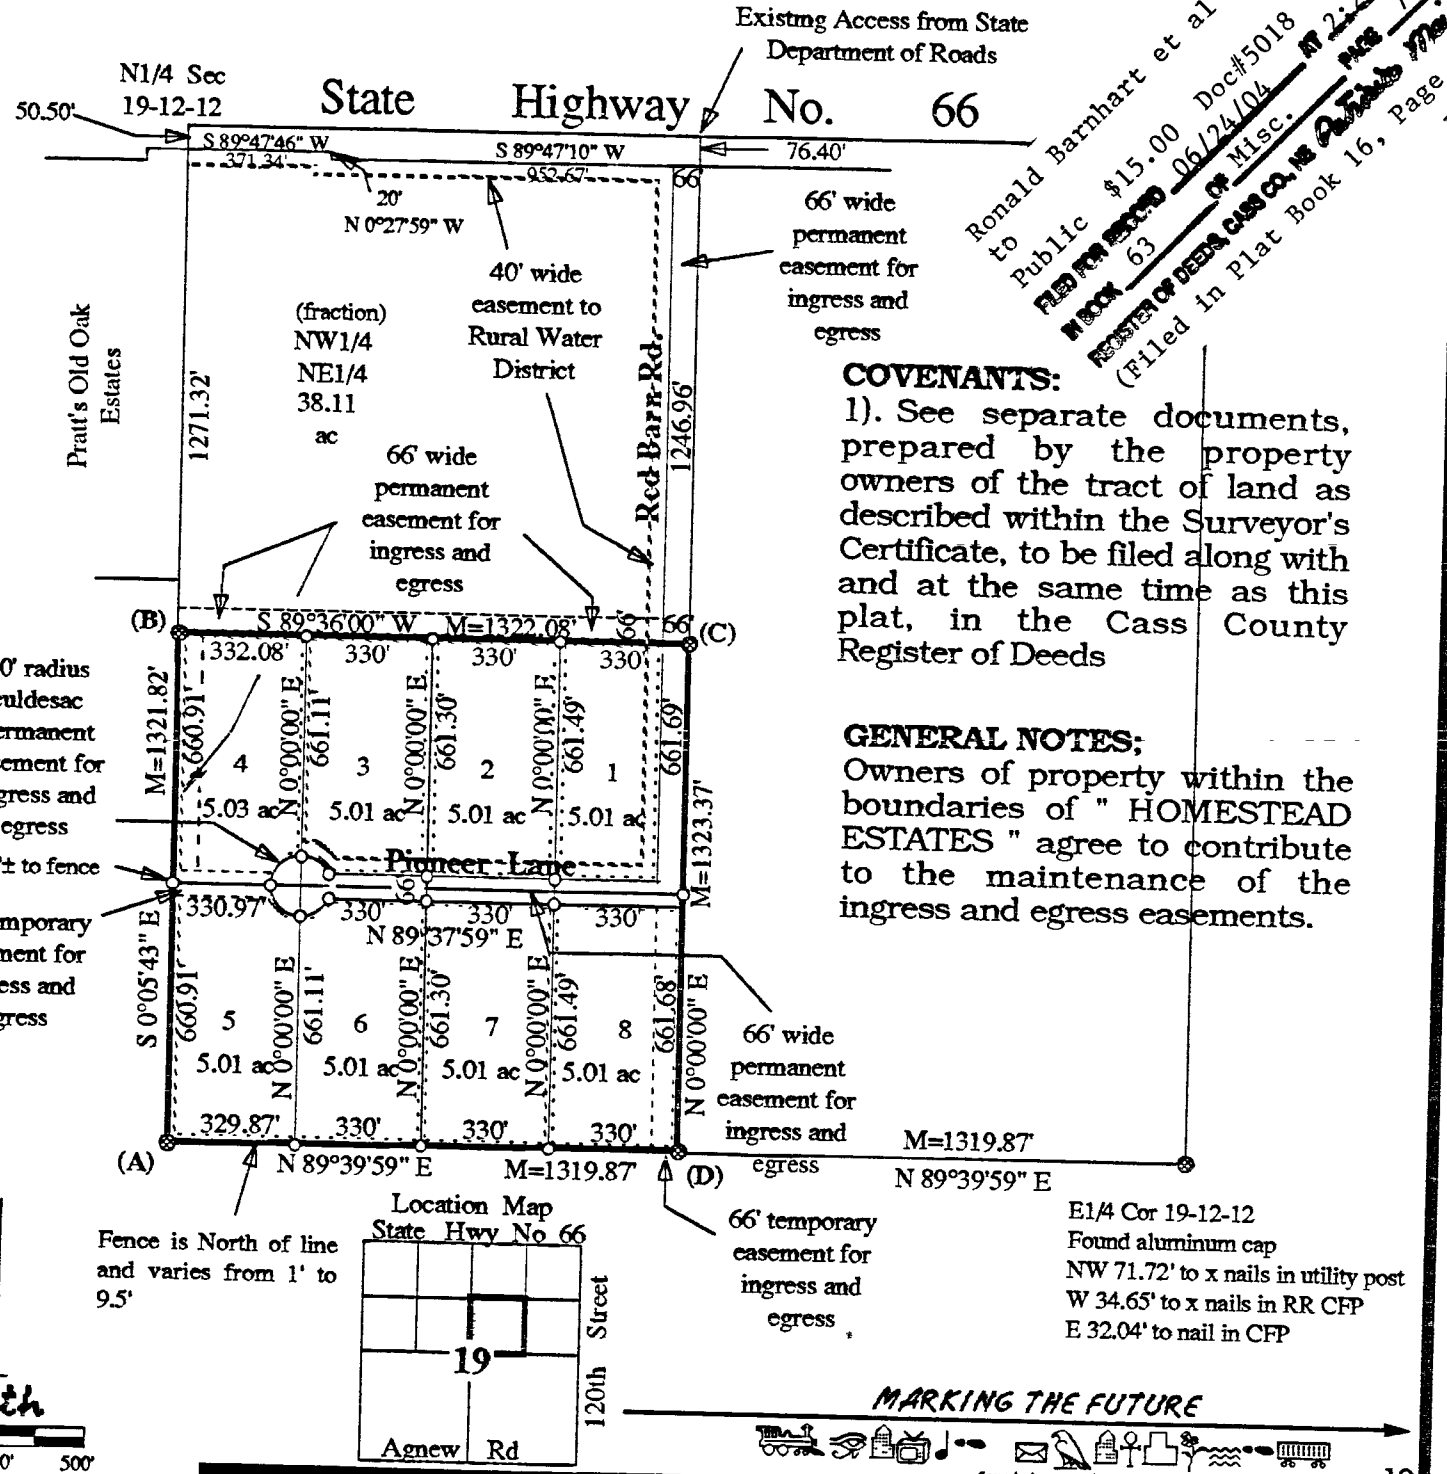 Existing Access from State
Department of Roads
N1/4 Sec
19-12-12
50.50'
State Highway No. 66
S 89°47'46" W
371.34'
S 89°47'10" W
952.67'
76.40'
66'
20'
N 0°27'59" W
66' wide
permanent
easement for
ingress and
egress
40' wide
easement to
Rural Water
District
(fraction)
NW1/4
NE1/4
38.11
ac
Pratt's Old Oak
Estates
1271.32'
Red Barn Rd.
1246.96'
66' wide
permanent
easement for
ingress and
egress
Ronald Barnhart et al
to
Public $15.00 Doc#5018
FILED FOR RECORD 06/24/04 AT
IN BOOK 63 OF Misc. PAGE
REGISTER OF DEEDS, CASS CO., NE
(Filed in Plat Book 16, Page
COVENANTS:
1). See separate documents,
prepared by the property
owners of the tract of land as
described within the Surveyor's
Certificate, to be filed along with
and at the same time as this
plat, in the Cass County
Register of Deeds
GENERAL NOTES;
Owners of property within the
boundaries of " HOMESTEAD
ESTATES " agree to contribute
to the maintenance of the
ingress and egress easements.
(B)
S 89°36'00" W M=1322.08'
66'
66'
(C)
332.08'
330'
330'
330'
0' radius
uldesac
ermanent
ement for
gress and
egress
M=1321.82'
660.91'
N 0°00'00" E
661.11'
N 0°00'00" E
661.30'
N 0°00'00" E
661.49'
661.69'
M=1323.37'
4
5.03 ac
3
5.01 ac
2
5.01 ac
1
5.01 ac
'± to fence
Pioneer Lane
66'
330.97'
330'
330'
330'
N 89°37'59" E
mporary
ment for
ess and
gress
S 0°05'43" E
660.91'
N 0°00'00" E
661.11'
N 0°00'00" E
661.30'
N 0°00'00" E
661.49'
661.68'
N 0°00'00" E
5
5.01 ac
6
5.01 ac
7
5.01 ac
8
5.01 ac
66' wide
permanent
easement for
ingress and
egress
329.87'
330'
330'
330'
(A)
N 89°39'59" E
M=1319.87'
(D)
M=1319.87'
N 89°39'59" E
Fence is North of line
and varies from 1' to
9.5'
Location Map
State Hwy No 66
19
120th Street
Agnew Rd
66' temporary
easement for
ingress and
egress
E1/4 Cor 19-12-12
Found aluminum cap
NW 71.72' to x nails in utility post
W 34.65' to x nails in RR CFP
E 32.04' to nail in CFP
MARKING THE FUTURE
th
0' 500'